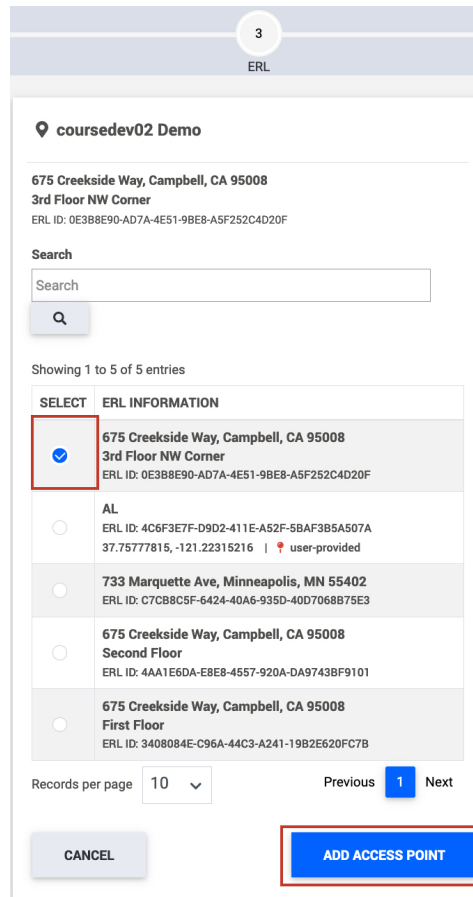 3
ERL
coursedev02 Demo
675 Creekside Way, Campbell, CA 95008
3rd Floor NW Corner
ERL ID: 0E3B8E90-AD7A-4E51-9BE8-A5F252C4D20F
Search
Search
Showing 1 to 5 of 5 entries
SELECT ERL INFORMATION
675 Creekside Way, Campbell, CA 95008
3rd Floor NW Corner
ERL ID: 0E3B8E90-AD7A-4E51-9BE8-A5F252C4D20F
AL
ERL ID: 4C6F3E7F-D9D2-411E-A52F-5BAF3B5A507A
37.75777815, -121.22315216 | user-provided
733 Marquette Ave, Minneapolis, MN 55402
ERL ID: C7CB8C5F-6424-40A6-935D-40D7068B75E3
675 Creekside Way, Campbell, CA 95008
Second Floor
ERL ID: 4AA1E6DA-E8E8-4557-920A-DA9743BF9101
675 Creekside Way, Campbell, CA 95008
First Floor
ERL ID: 3408084E-C96A-44C3-A241-19B2E620FC7B
Records per page 10 Previous 1 Next
CANCEL ADD ACCESS POINT